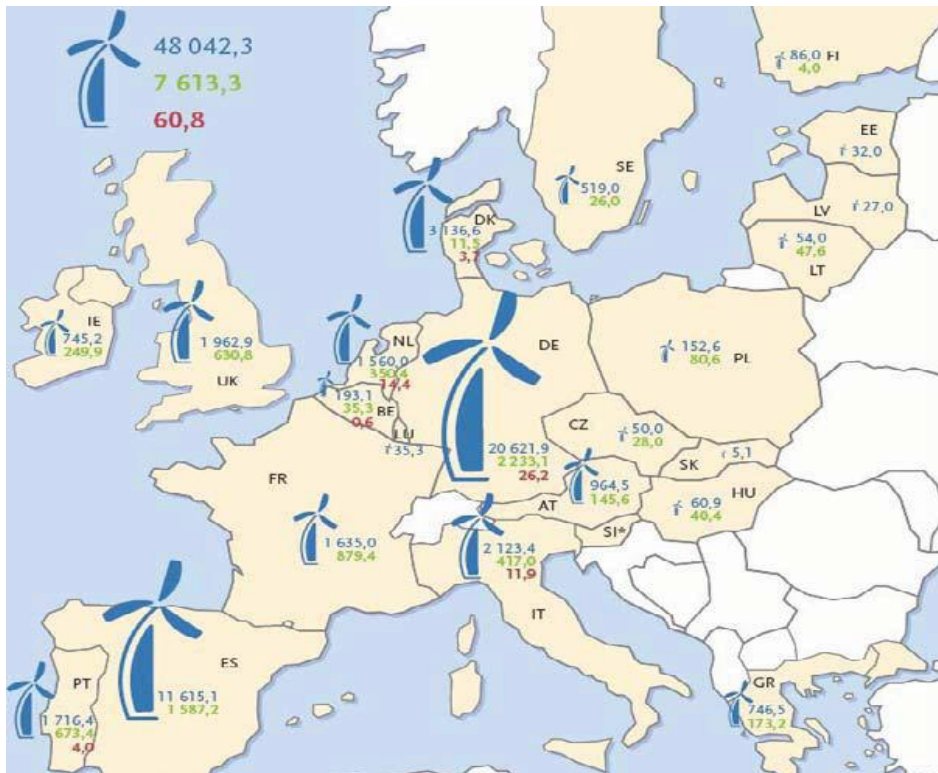 48 042,3
7 613,3
60,8
86,0 FI
4,0
EE
32,0
SE
519,0
26,0
27,0
LV
DK
3 136,6
11,5
3,7
54,0
47,6
LT
IE
745,2
249,9
1 962,9
630,8
UK
NL
1 560,0
350,4
14,4
DE
152,6
80,6 PL
193,1
35,3 BE
0,6
LU
35,3
20 621,9
2 233,1
26,2
CZ 50,0
28,0
SK 5,1
FR
964,5
145,6
AT
60,9 HU
40,4
SI*
1 635,0
879,4
2 123,4
417,0
11,9
IT
ES
11 615,1
1 587,2
PT
1 716,4
673,4
4,0
GR
746,5
173,2